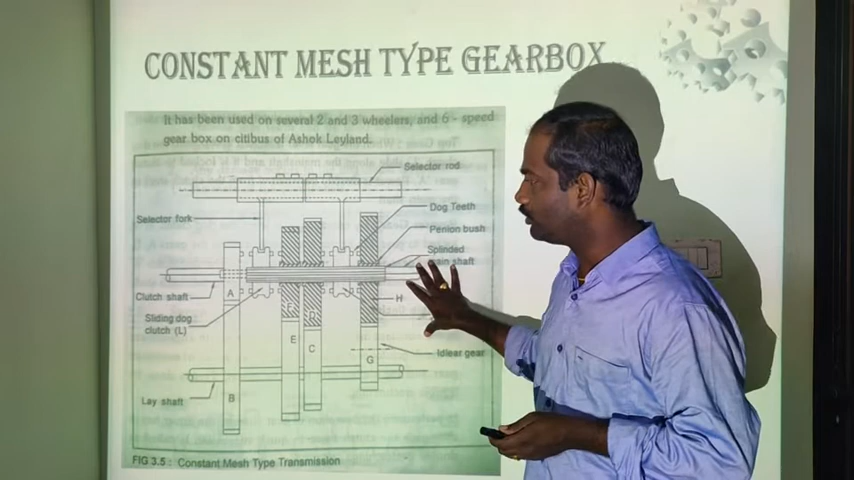 CONSTANT MESH TYPE GEARBOX
It has been used on several 2 and 3 wheelers, and 6 - speed
gear box on citibus of Ashok Leyland.
Selector rod
Dog Teeth
Selector fork
Penion bush
Splinded
main shaft
A
Clutch shaft
H
Sliding dog
clutch (L)
F
D
E
C
Idlear gear
G
Lay shaft
B
FIG 3.5 : Constant Mesh Type Transmission